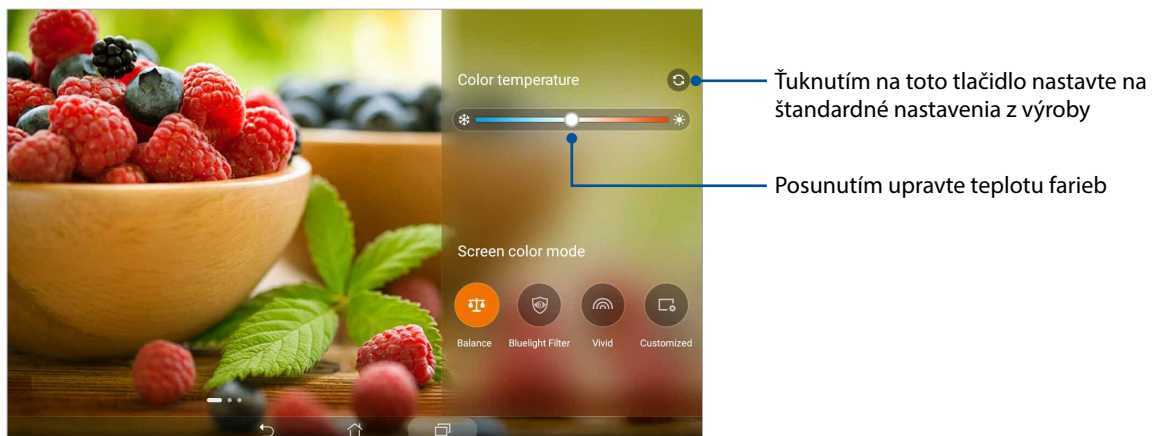 Color temperature
Ťuknutím na toto tlačidlo nastavte na
štandardné nastavenia z výroby
Posunutím upravte teplotu farieb
Screen color mode
Balance
Bluelight Filter
Vivid
Customized